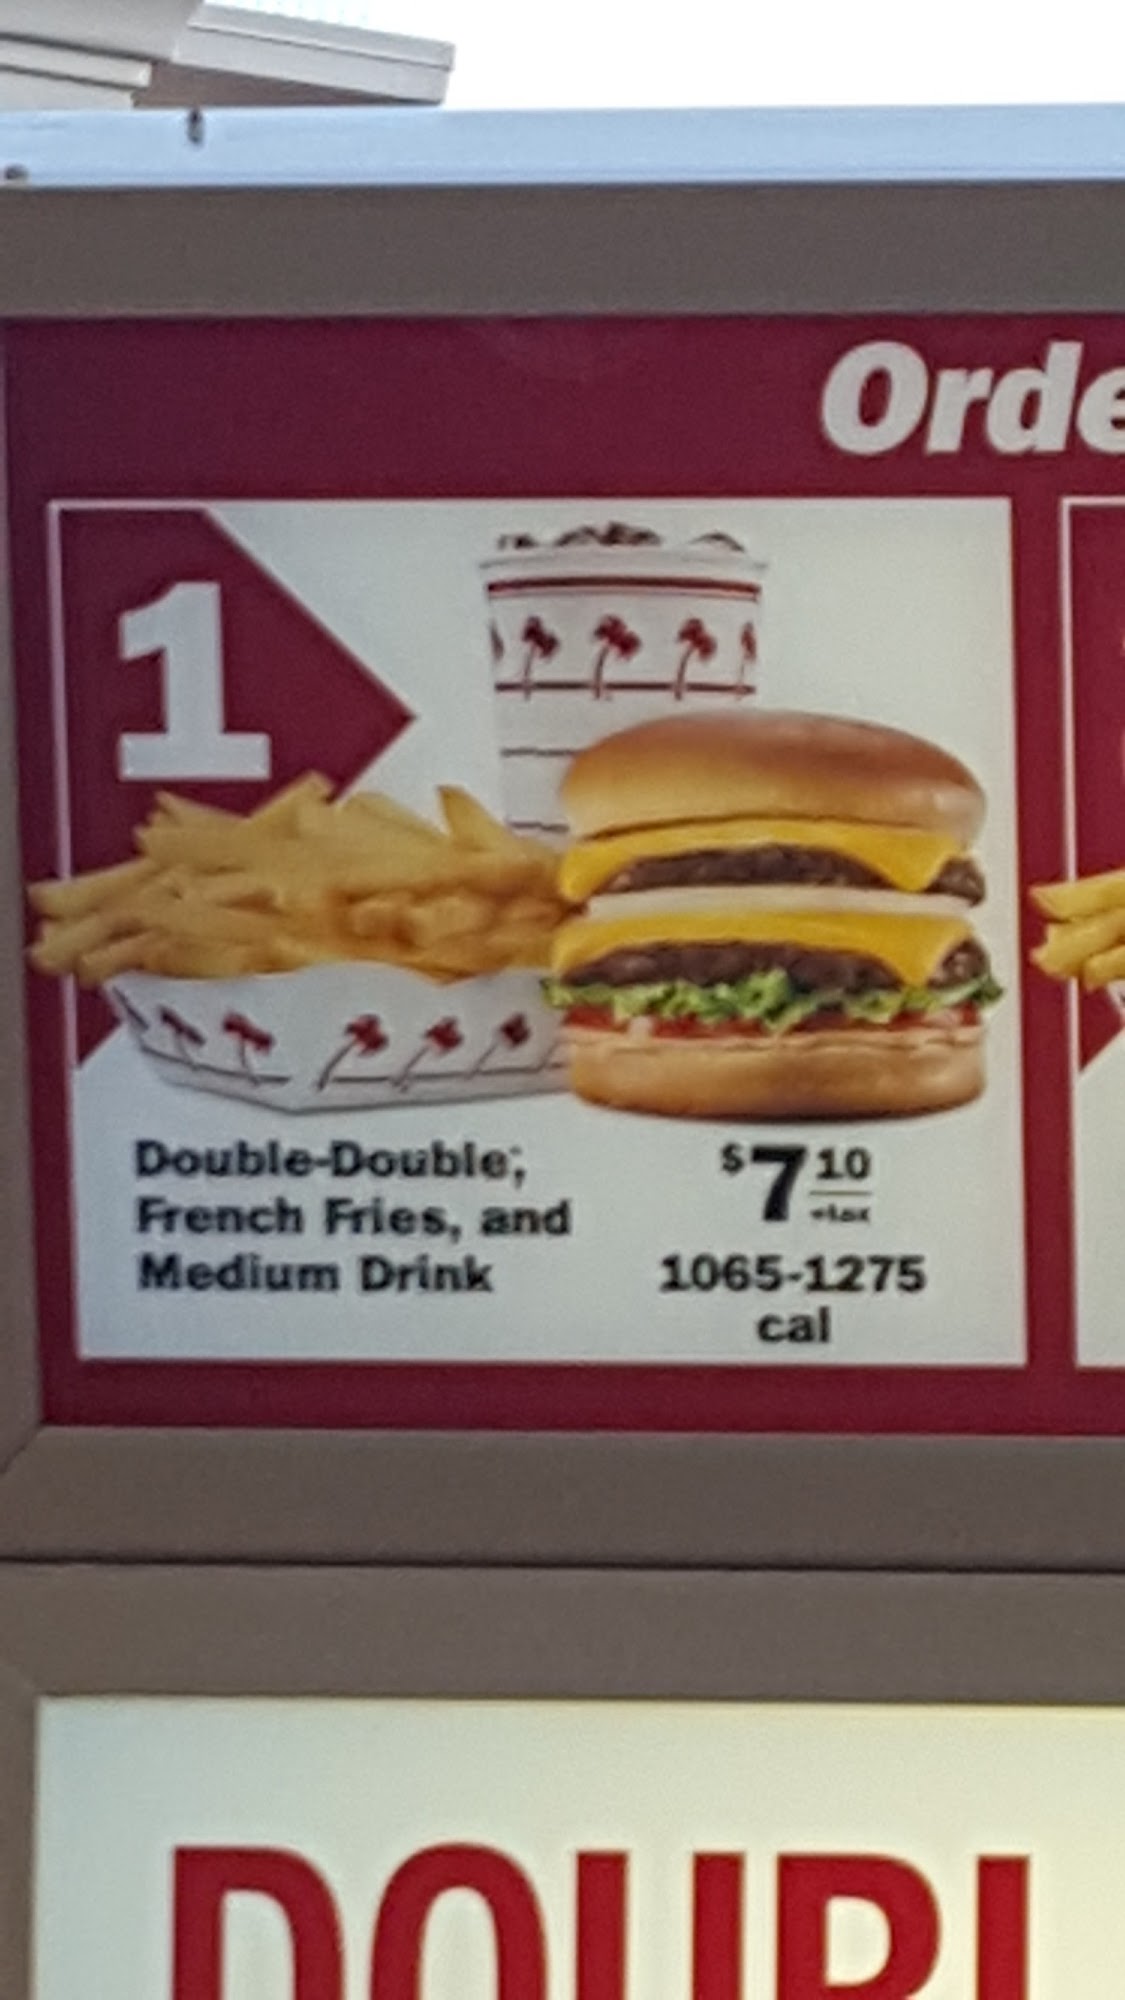 Orde
1
Double-Double,
French Fries, and
Medium Drink
$7 10
+tax
1065-1275
cal
DOUBL